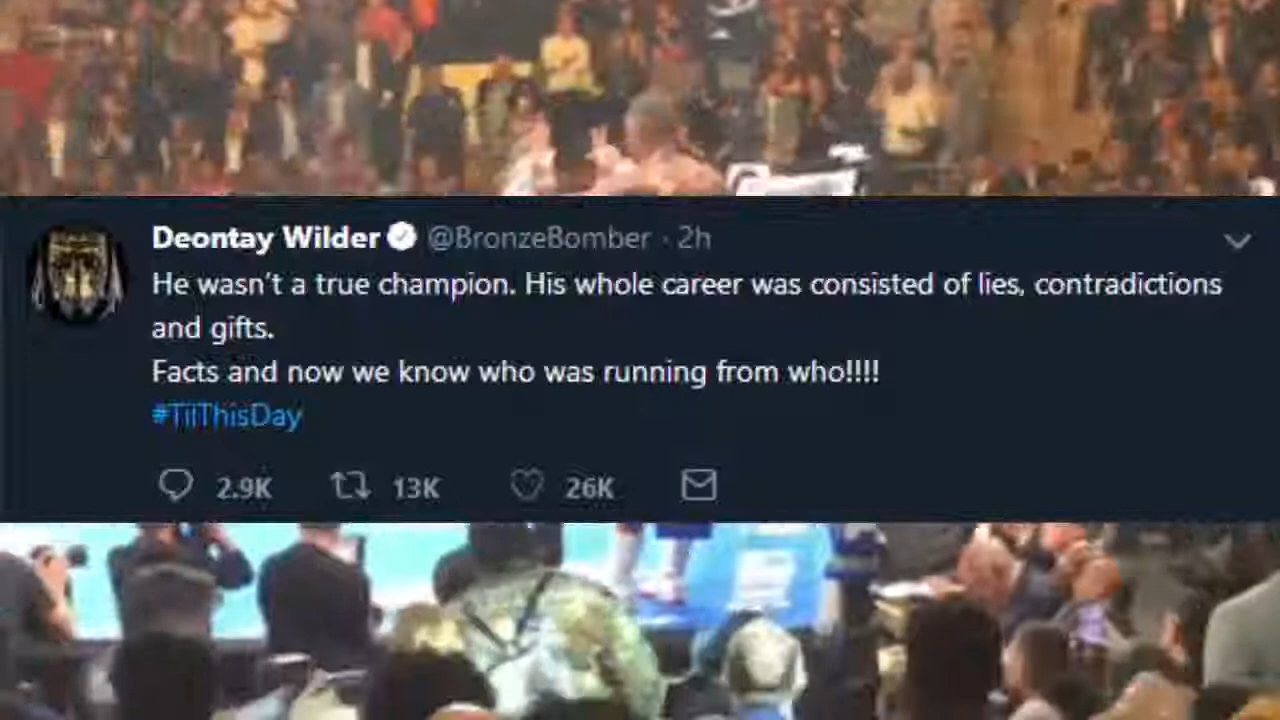 Deontay Wilder @BronzeBomber · 2h
He wasn't a true champion. His whole career was consisted of lies, contradictions
and gifts.
Facts and now we know who was running from who!!!!
#TilThisDay
2.9K 13K 26K